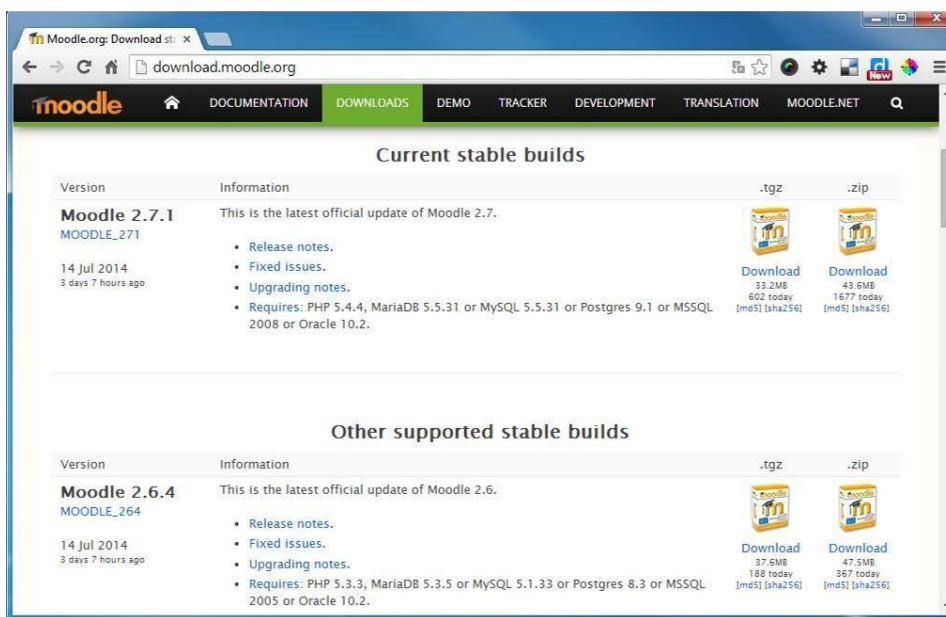 Moodle.org: Download st
download.moodle.org
New
moodle DOCUMENTATION DOWNLOADS DEMO TRACKER DEVELOPMENT TRANSLATION MOODLE.NET
Current stable builds
Version Information .tgz .zip
Moodle 2.7.1
MOODLE_271
14 Jul 2014
3 days 7 hours ago
This is the latest official update of Moodle 2.7.
• Release notes.
• Fixed issues.
• Upgrading notes.
• Requires: PHP 5.4.4, MariaDB 5.5.31 or MySQL 5.5.31 or Postgres 9.1 or MSSQL
2008 or Oracle 10.2.
moodle
Download
33.2MB
602 today
[md5] [sha256]
moodle
Download
43.6MB
1677 today
[md5] [sha256]
Other supported stable builds
Version Information .tgz .zip
Moodle 2.6.4
MOODLE_264
14 Jul 2014
3 days 7 hours ago
This is the latest official update of Moodle 2.6.
• Release notes.
• Fixed issues.
• Upgrading notes.
• Requires: PHP 5.3.3, MariaDB 5.3.5 or MySQL 5.1.33 or Postgres 8.3 or MSSQL
2005 or Oracle 10.2.
moodle
Download
37.6MB
188 today
[md5] [sha256]
moodle
Download
47.5MB
367 today
[md5] [sha256]